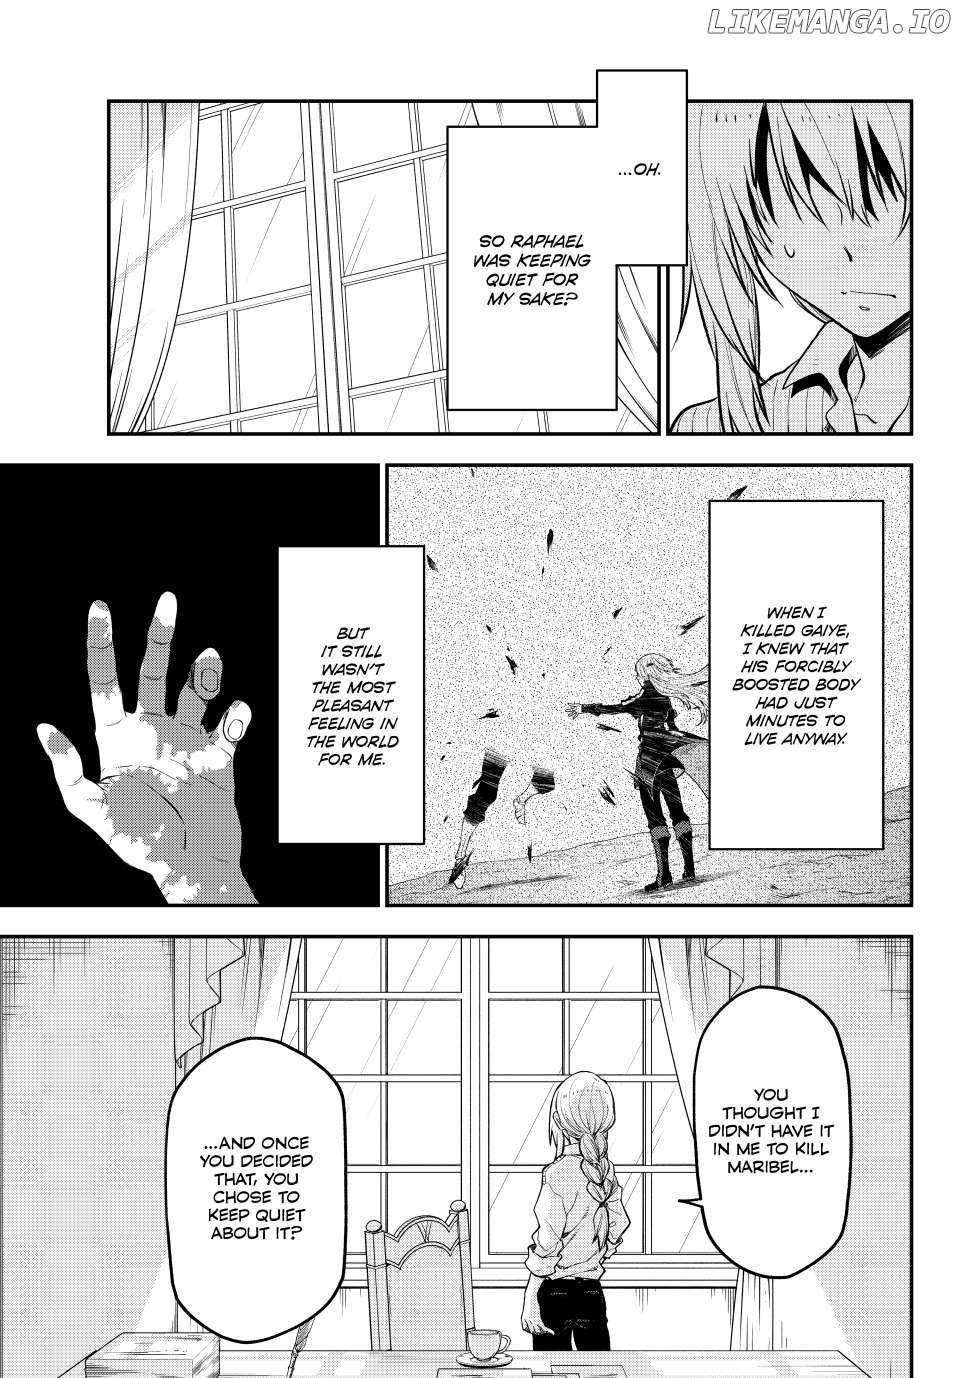 LIKEMANGA.IO
...OH.
SO RAPHAEL
WAS KEEPING
QUIET FOR
MY SAKE?
WHEN I
KILLED GAIYE,
I KNEW THAT
HIS FORCIBLY
BOOSTED BODY
HAD JUST
MINUTES TO
LIVE ANYWAY.
BUT
IT STILL
WASN'T
THE MOST
PLEASANT
FEELING IN
THE WORLD
FOR ME.
YOU
THOUGHT I
DIDN'T HAVE IT
IN ME TO KILL
MARIBEL...
...AND ONCE
YOU DECIDED
THAT, YOU
CHOSE TO
KEEP QUIET
ABOUT IT?